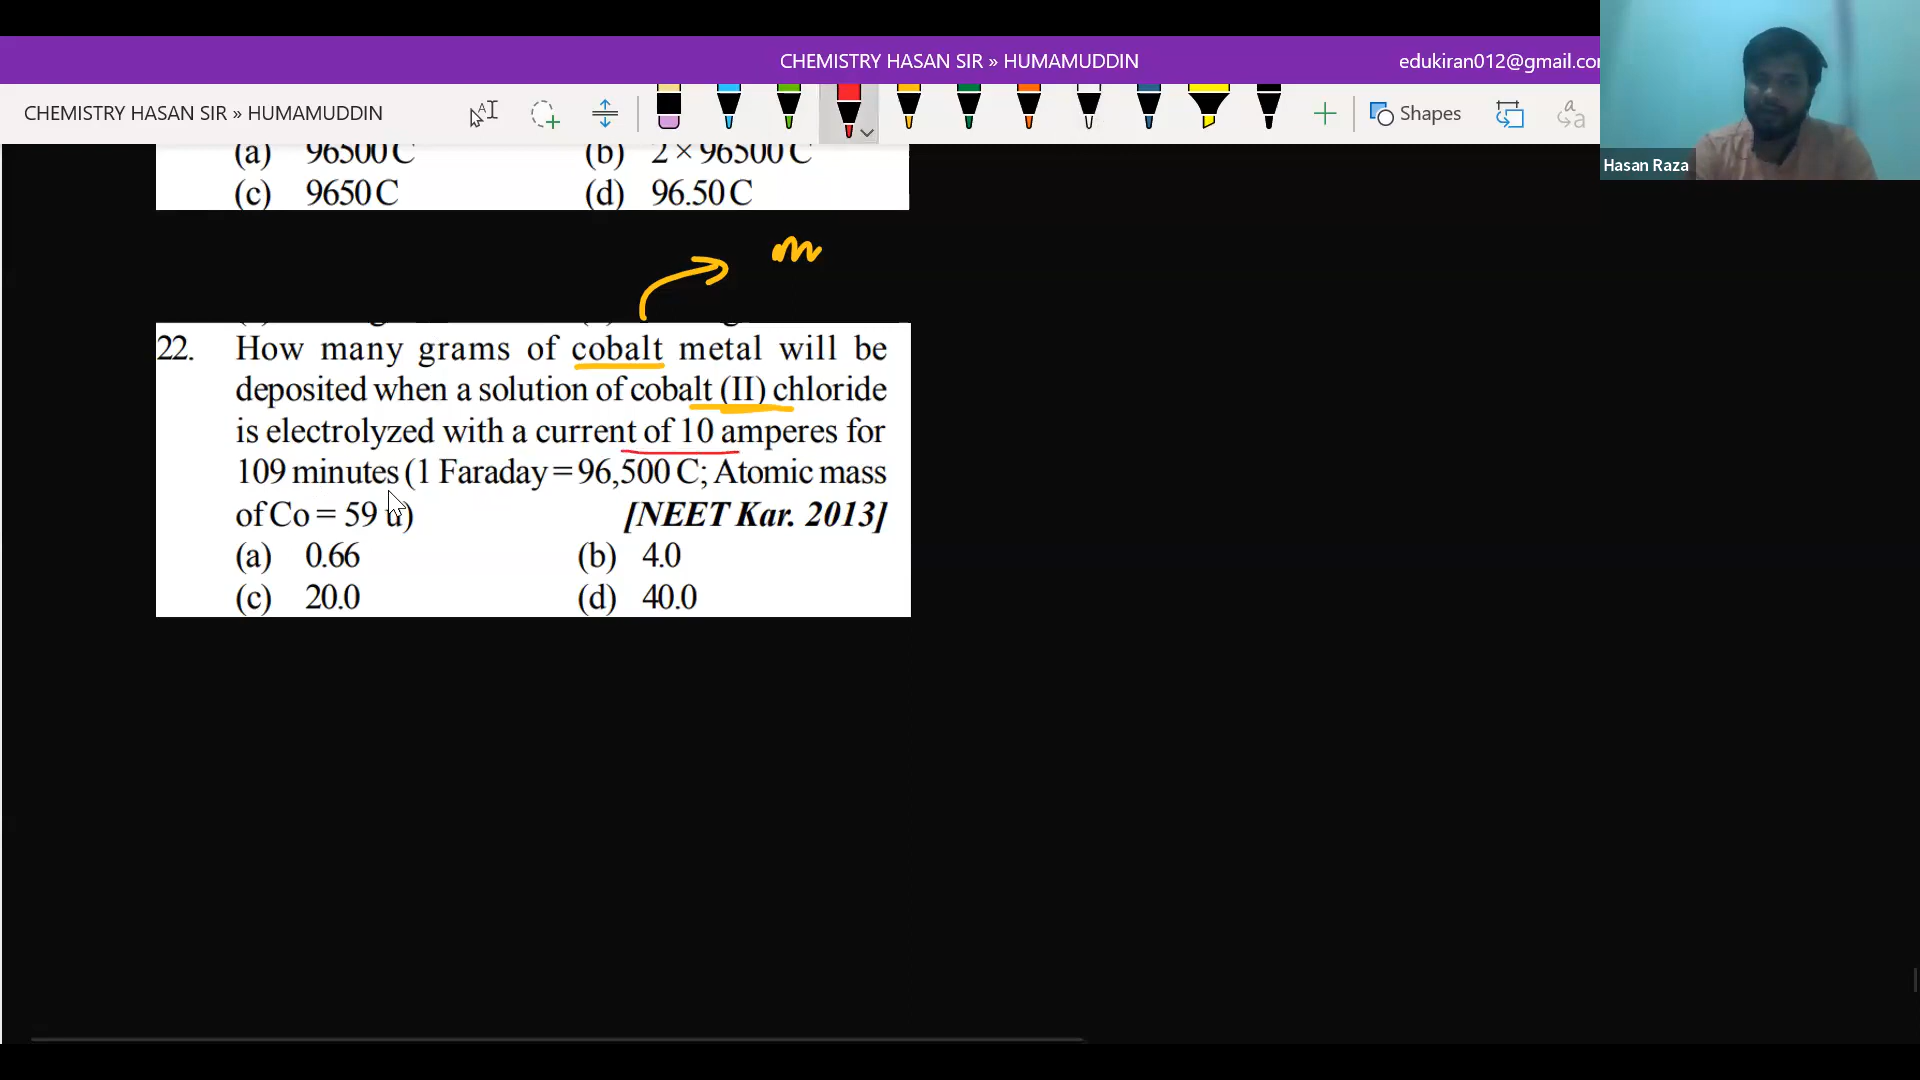 CHEMISTRY HASAN SIR » HUMAMUDDIN
edukiran012@gmail.co
CHEMISTRY HASAN SIR » HUMAMUDDIN
Shapes
Hasan Raza
(a) 96500 C (b) 2 × 96500 C
(c) 9650 C (d) 96.50 C
m
22. How many grams of cobalt metal will be
deposited when a solution of cobalt (II) chloride
is electrolyzed with a current of 10 amperes for
109 minutes (1 Faraday = 96,500 C; Atomic mass
of Co = 59 u) [NEET Kar. 2013]
(a) 0.66 (b) 4.0
(c) 20.0 (d) 40.0